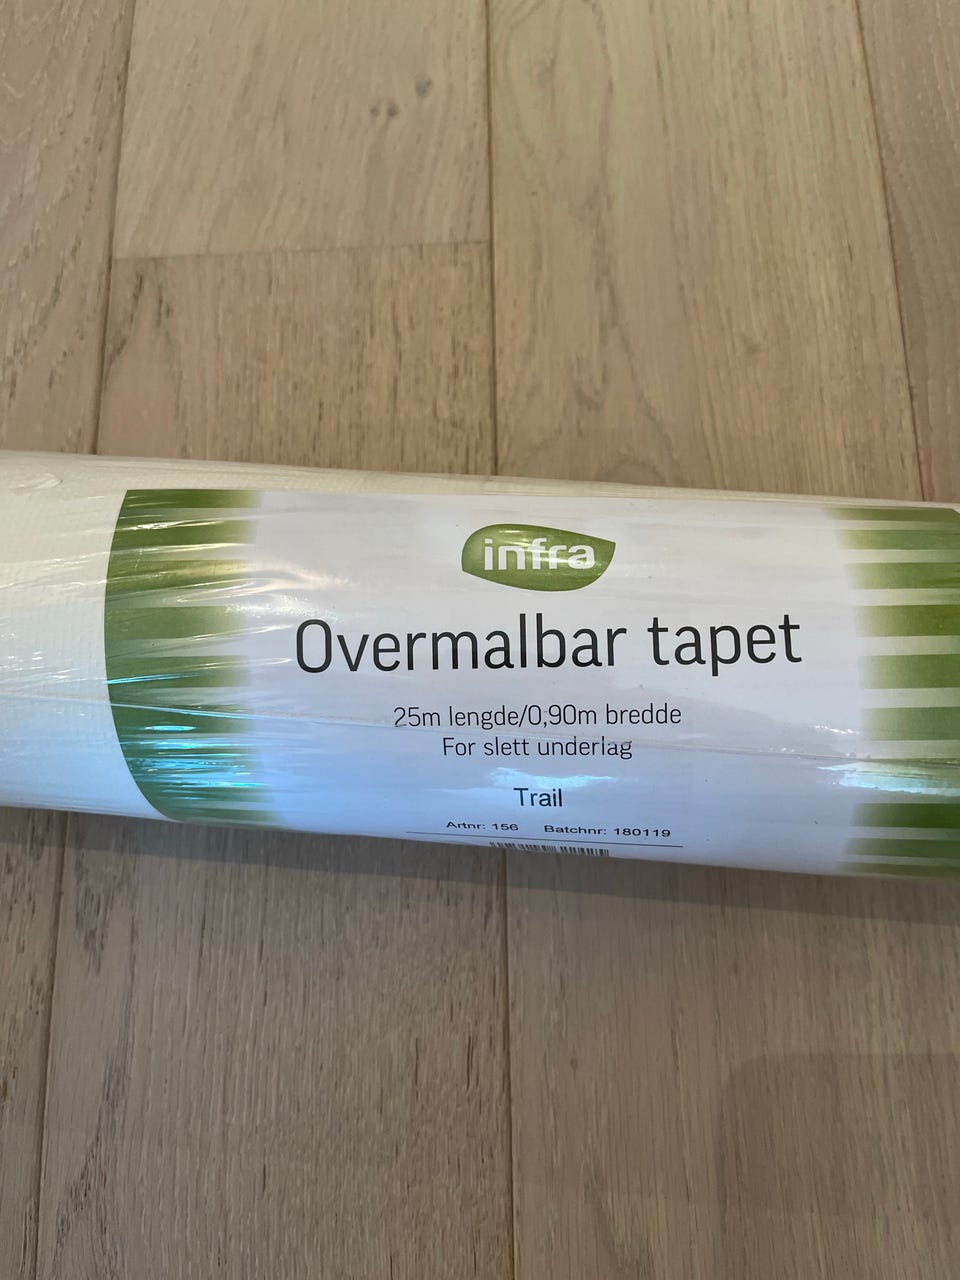 infra
Overmalbar tapet
25m lengde/0,90m bredde
For slett underlag
Trail
Artnr: 156 Batchnr: 180119